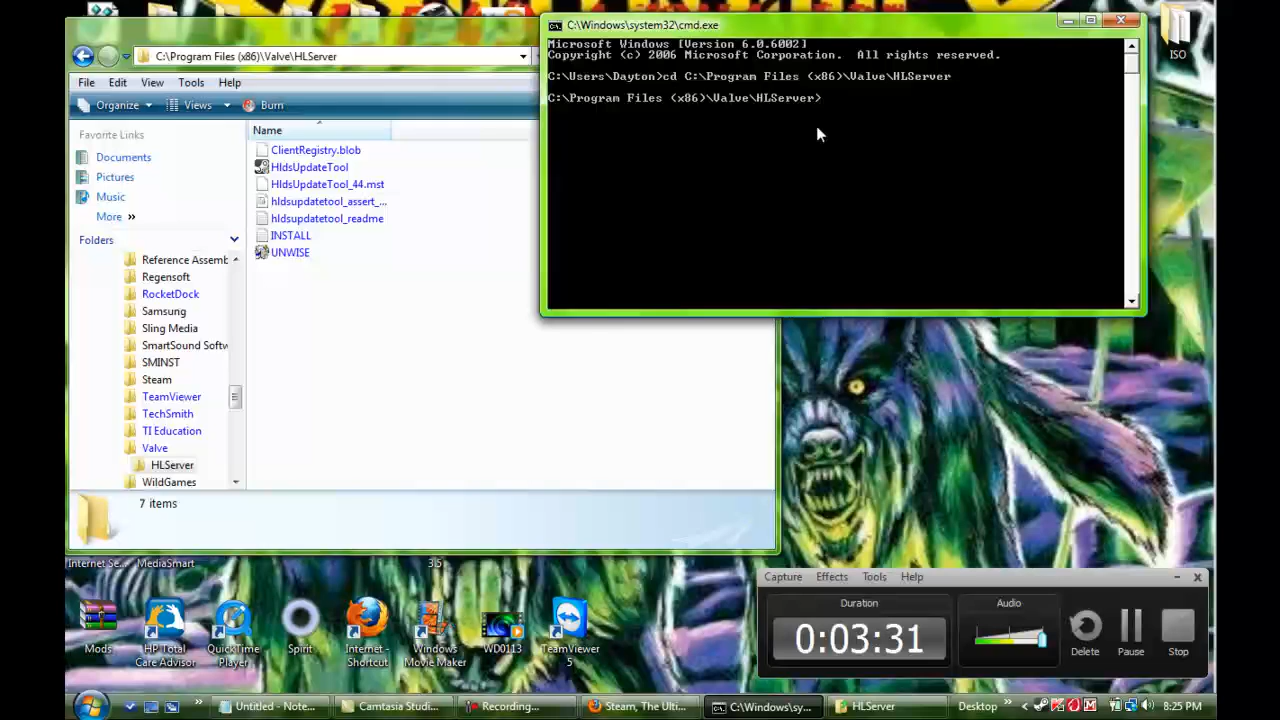 C:\Program Files (x86)\Valve\HLServer
File Edit View Tools Help
Organize Views Burn
Favorite Links
Documents
Pictures
Music
More »
Folders
Reference Assemb
Regensoft
RocketDock
Samsung
Sling Media
SmartSound Softw
SMINST
Steam
TeamViewer
TechSmith
TI Education
Valve
HLServer
WildGames
Name
ClientRegistry.blob
HldsUpdateTool
HldsUpdateTool_44.mst
hldsupdatetool_assert_...
hldsupdatetool_readme
INSTALL
UNWISE
7 items
C:\Windows\system32\cmd.exe
Microsoft Windows [Version 6.0.6002]
Copyright (c) 2006 Microsoft Corporation. All rights reserved.
C:\Users\Dayton>cd C:\Program Files (x86)\Valve\HLServer
C:\Program Files (x86)\Valve\HLServer>
ISO
Internet Se...
MediaSmart
3.5
Mods
HP Total Care Advisor
QuickTime Player
Spirit
Internet - Shortcut
Windows Movie Maker
WD0113
TeamViewer 5
Capture Effects Tools Help
Duration
0:03:31
Audio
Delete
Pause
Stop
Untitled - Note...
Camtasia Studi...
Recording...
Steam, The Ulti...
C:\Windows\sy...
HLServer
Desktop »
8:25 PM